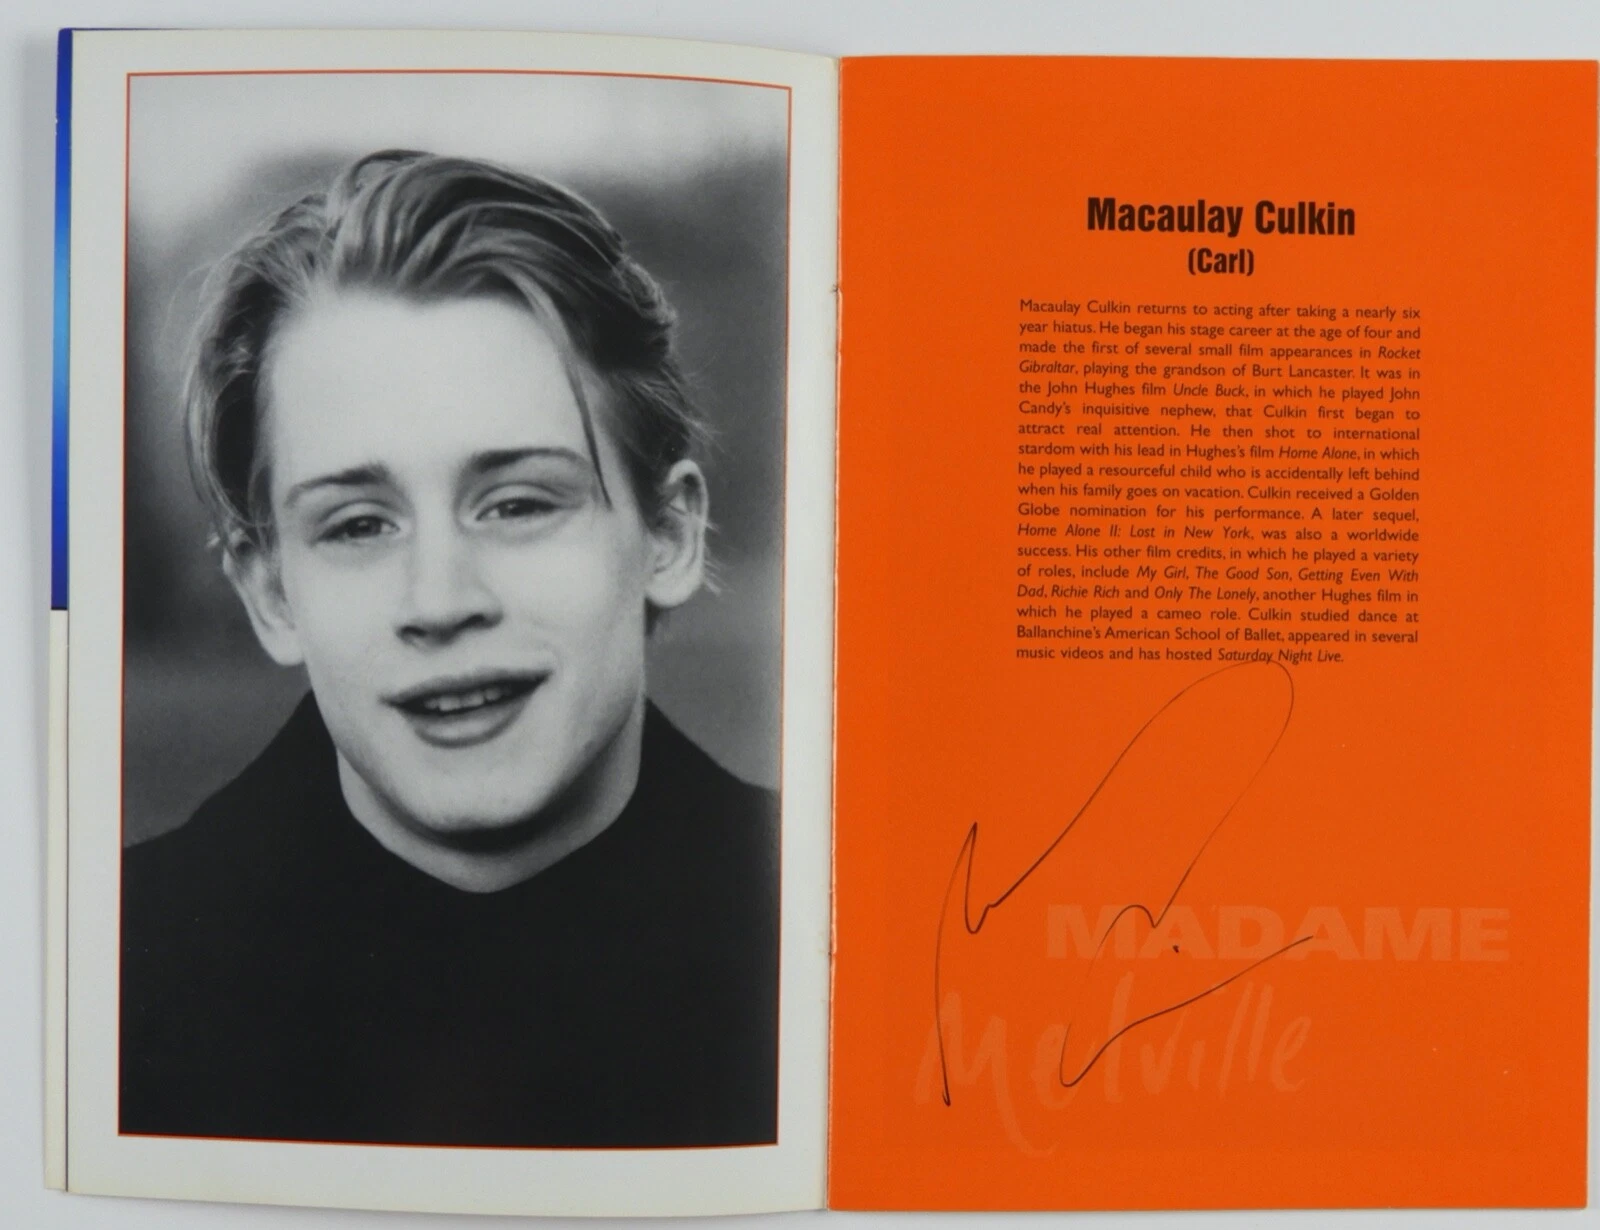 Macaulay Culkin
(Carl)
Macaulay Culkin returns to acting after taking a nearly six
year hiatus. He began his stage career at the age of four and
made the first of several small film appearances in Rocket
Gibraltar, playing the grandson of Burt Lancaster. It was in
the John Hughes film Uncle Buck, in which he played John
Candy's inquisitive nephew, that Culkin first began to
attract real attention. He then shot to international
stardom with his lead in Hughes's film Home Alone, in which
he played a resourceful child who is accidentally left behind
when his family goes on vacation. Culkin received a Golden
Globe nomination for his performance. A later sequel,
Home Alone II: Lost in New York, was also a worldwide
success. His other film credits, in which he played a variety
of roles, include My Girl, The Good Son, Getting Even With
Dad, Richie Rich and Only The Lonely, another Hughes film in
which he played a cameo role. Culkin studied dance at
Ballanchine's American School of Ballet, appeared in several
music videos and has hosted Saturday Night Live.
MADAME
Melville